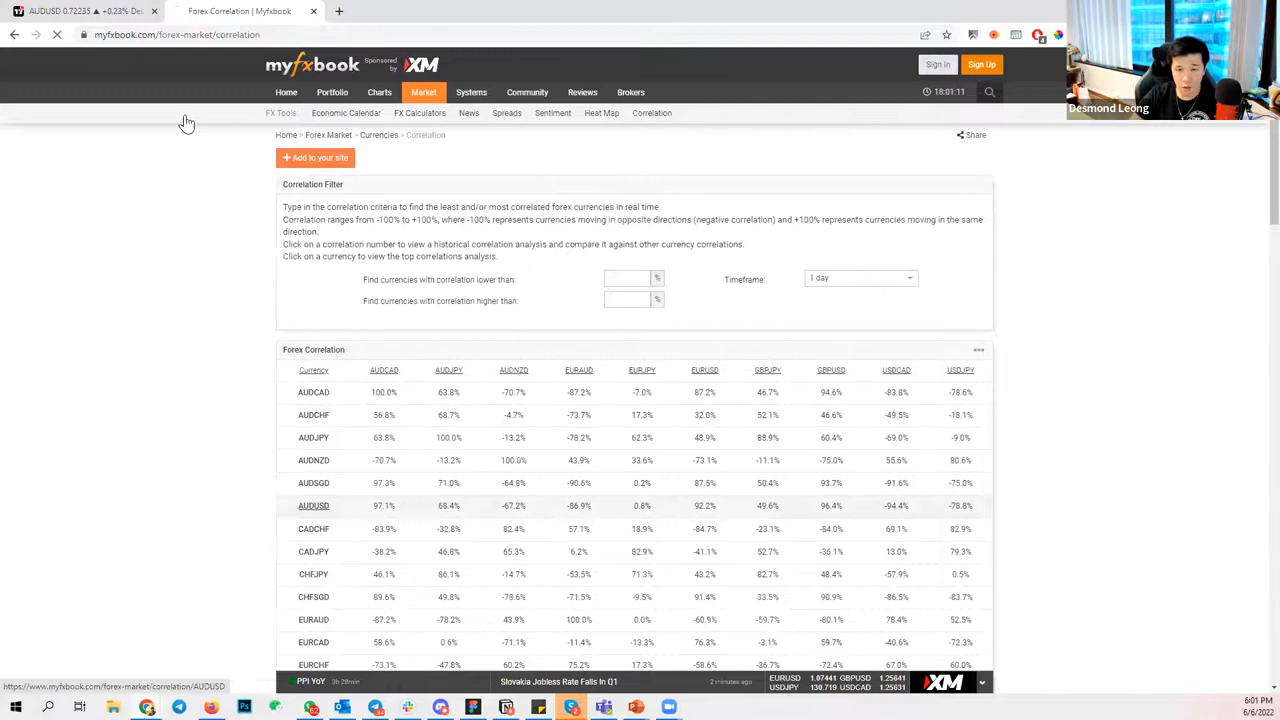 AUDUSD 0.72235 ▲ +0.23% De
Forex Correlation | Myfxbook
myfxbook.com/forex-market/correlation
myfxbook
Sponsored by XM
Sign in
Sign Up
Desmond Leong
Home Portfolio Charts Market Systems Community Reviews Brokers
18:01:11
FX Tools: Economic Calendar FX Calculators News Spreads Sentiment Heat Map Correlation
Home > Forex Market - Currencies > Correlation
Share
+ Add to your site
Correlation Filter
Type in the correlation criteria to find the least and/or most correlated forex currencies in real time.
Correlation ranges from -100% to +100%, where -100% represents currencies moving in opposite directions (negative correlation) and +100% represents currencies moving in the same
direction.
Click on a correlation number to view a historical correlation analysis and compare it against other currency correlations.
Click on a currency to view the top correlations analysis.
Find currencies with correlation lower than: %
Timeframe: 1 day
Find currencies with correlation higher than: %
Forex Correlation
Currency AUDCAD AUDJPY AUDNZD EURAUD EURJPY EURUSD GBPJPY GBPUSD USDCAD USDJPY
AUDCAD 100.0% 63.8% -70.7% -87.2% -7.0% 87.2% 46.7% 94.6% -83.8% -78.6%
AUDCHF 56.8% 68.7% -4.7% -73.7% 17.3% 32.0% 52.1% 46.6% -49.5% -18.1%
AUDJPY 63.8% 100.0% -13.2% -78.2% 62.3% 48.9% 88.9% 60.4% -69.0% -9.0%
AUDNZD -70.7% -13.2% 100.0% 43.9% 33.6% -73.1% -11.1% -75.0% 55.6% 80.6%
AUDSGD 97.3% 71.0% -64.8% -90.6% 0.2% 87.5% 50.4% 93.7% -91.6% -75.0%
AUDUSD 97.1% 68.4% -67.2% -86.9% 0.8% 92.2% 49.6% 96.4% -94.4% -78.8%
CADCHF -83.9% -32.8% 82.4% 57.1% 18.9% -84.7% -23.1% -84.0% 69.1% 82.9%
CADJPY -38.2% 46.8% 65.3% 6.2% 82.9% -41.1% 52.7% -36.1% 13.0% 79.3%
CHFJPY 46.1% 86.1% -14.7% -53.5% 71.3% 43.2% 82.7% 48.4% -57.9% 0.5%
CHFSGD 89.6% 49.8% -78.6% -71.5% -9.5% 91.4% 33.5% 90.9% -86.5% -83.7%
EURAUD -87.2% -78.2% 43.9% 100.0% 0.0% -60.9% -59.7% -80.1% 78.4% 52.5%
EURCAD 58.6% 0.6% -71.1% -11.4% -13.3% 76.3% -3.1% 59.7% -40.6% -72.3%
EURCHF -73.1% -47.8% 60.2% 75.2% 17.3% -58.6% -36.7% -72.4% 67.0% 60.0%
PPI YoY 9h 28min
Slovakia Jobless Rate Falls In Q1
2 minutes ago
EURUSD 1.07441 GBPUSD 1.25641
USDJPY 130.719 USDCAD 1.25631
XM
https://www.myfxbook.com/forex-market/correlation/AUDUSD
6:01 PM
6/6/2022